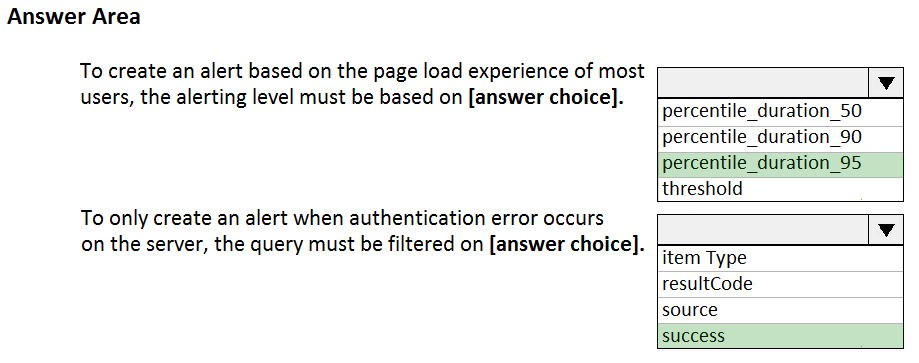 Answer Area
To create an alert based on the page load experience of most
users, the alerting level must be based on [answer choice].
percentile_duration_50
percentile_duration_90
percentile_duration_95
threshold
To only create an alert when authentication error occurs
on the server, the query must be filtered on [answer choice].
item Type
resultCode
source
success